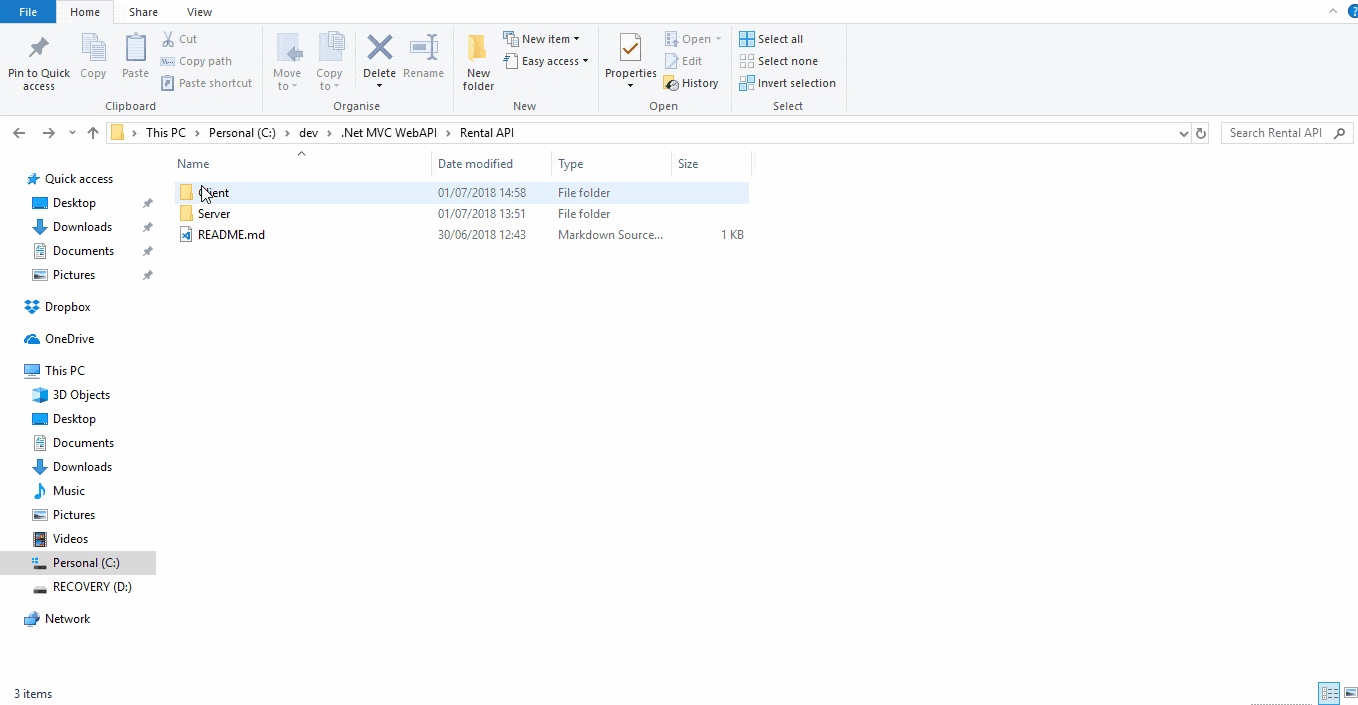 File Home Share View
Pin to Quick access
Copy
Paste
Cut
Copy path
Paste shortcut
Clipboard
Move to
Copy to
Delete
Rename
Organise
New folder
New item
Easy access
New
Properties
Open
Edit
History
Open
Select all
Select none
Invert selection
Select
This PC Personal (C:) dev .Net MVC WebAPI Rental API
Search Rental API
Name Date modified Type Size
Client 01/07/2018 14:58 File folder
Server 01/07/2018 13:51 File folder
README.md 30/06/2018 12:43 Markdown Source... 1 KB
Quick access
Desktop
Downloads
Documents
Pictures
Dropbox
OneDrive
This PC
3D Objects
Desktop
Documents
Downloads
Music
Pictures
Videos
Personal (C:)
RECOVERY (D:)
Network
3 items